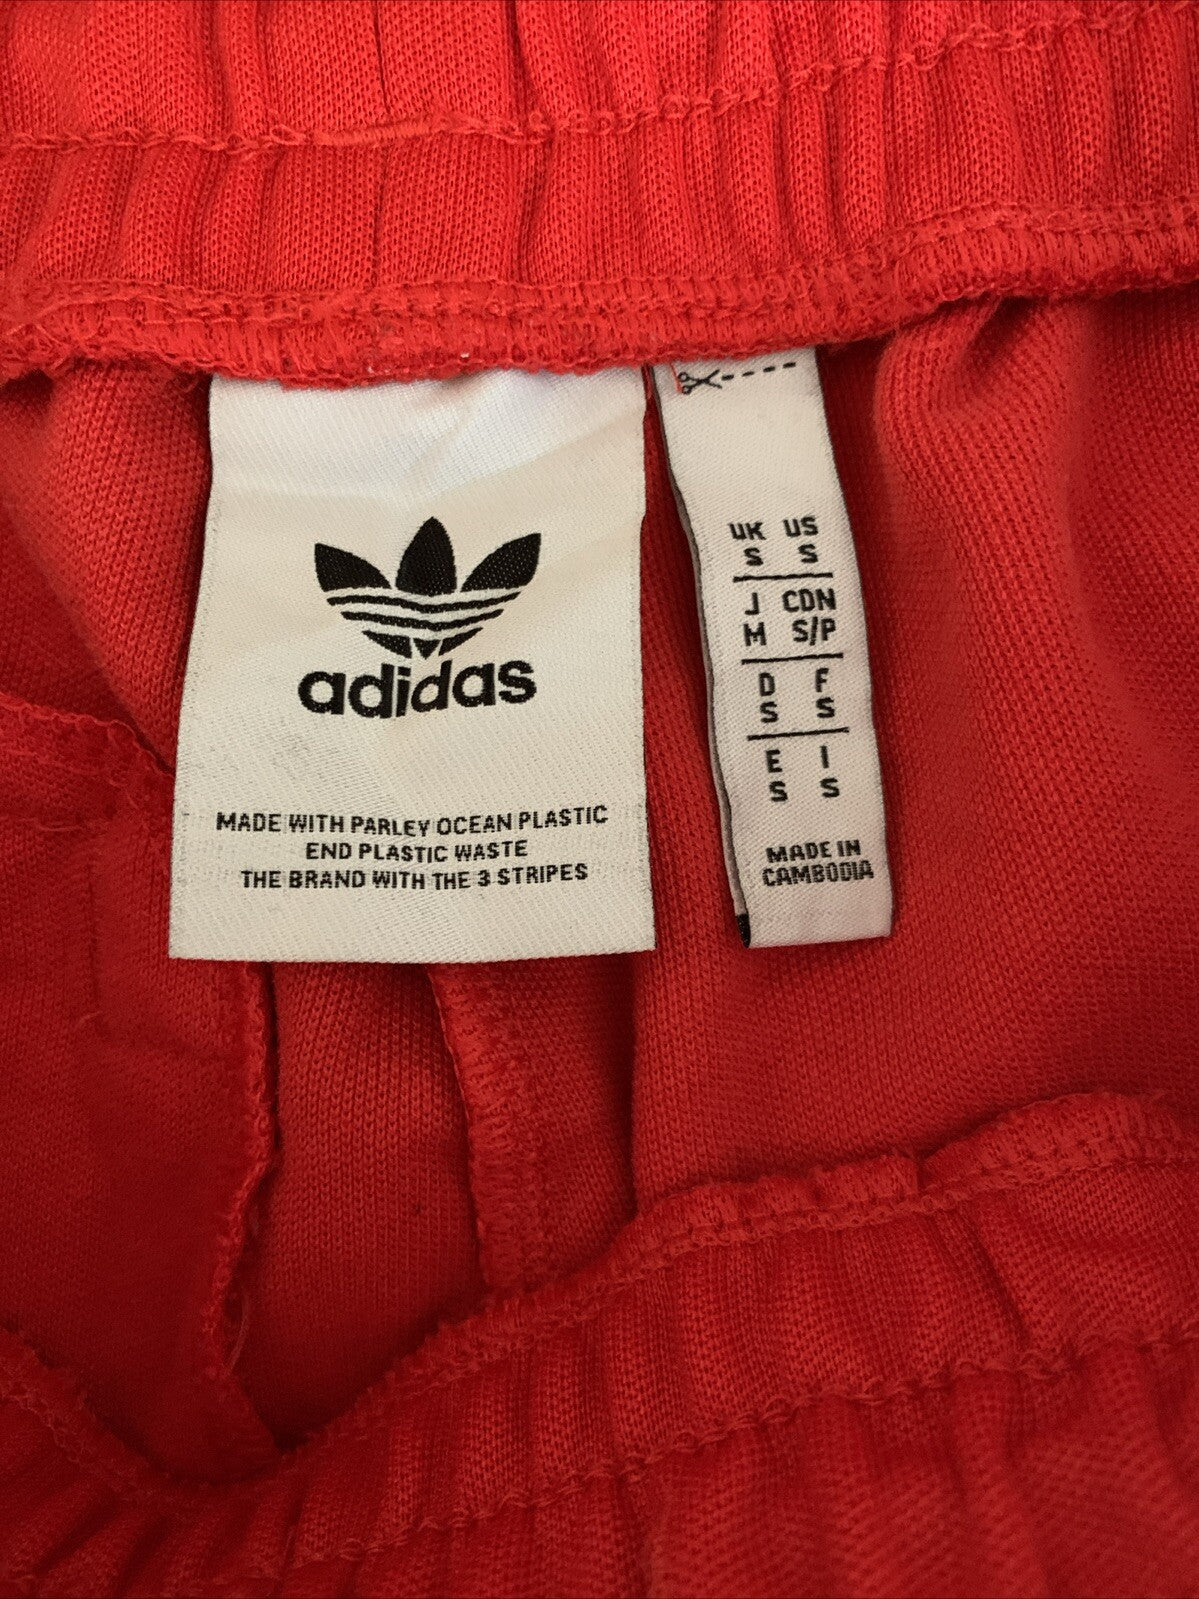 adidas
MADE WITH PARLEY OCEAN PLASTIC
END PLASTIC WASTE
THE BRAND WITH THE 3 STRIPES
UK US
S S
J CDN
M S/P
D F
S S
E I
S S
MADE IN
CAMBODIA